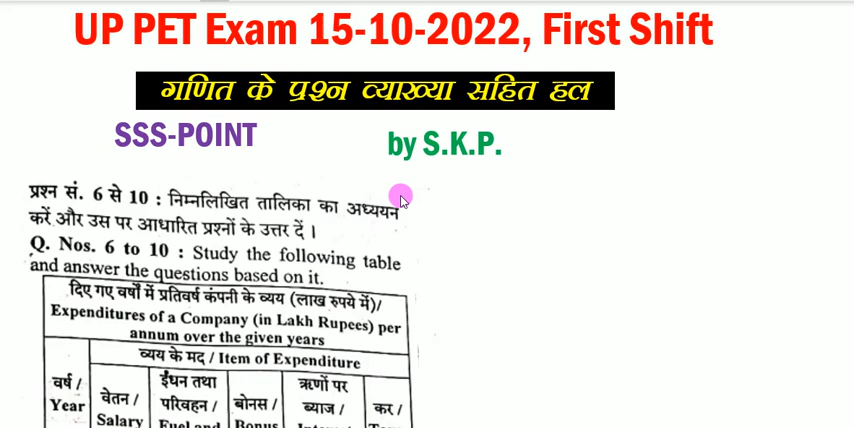 UP PET Exam 15-10-2022, First Shift
गणित के प्रश्न व्याख्या सहित हल
SSS-POINT
by S.K.P.
प्रश्न सं. 6 से 10 : निम्नलिखित तालिका का अध्ययन
करें और उस पर आधारित प्रश्नों के उत्तर दें ।
Q. Nos. 6 to 10 : Study the following table
and answer the questions based on it.
दिए गए वर्षों में प्रतिवर्ष कंपनी के व्यय (लाख रुपये में)/
Expenditures of a Company (in Lakh Rupees) per
annum over the given years
व्यय के मद / Item of Expenditure
वर्ष /
Year
वेतन /
Salary
ईंधन तथा
परिवहन /
Fuel and
बोनस /
Bonus
ऋणों पर
ब्याज /
कर /